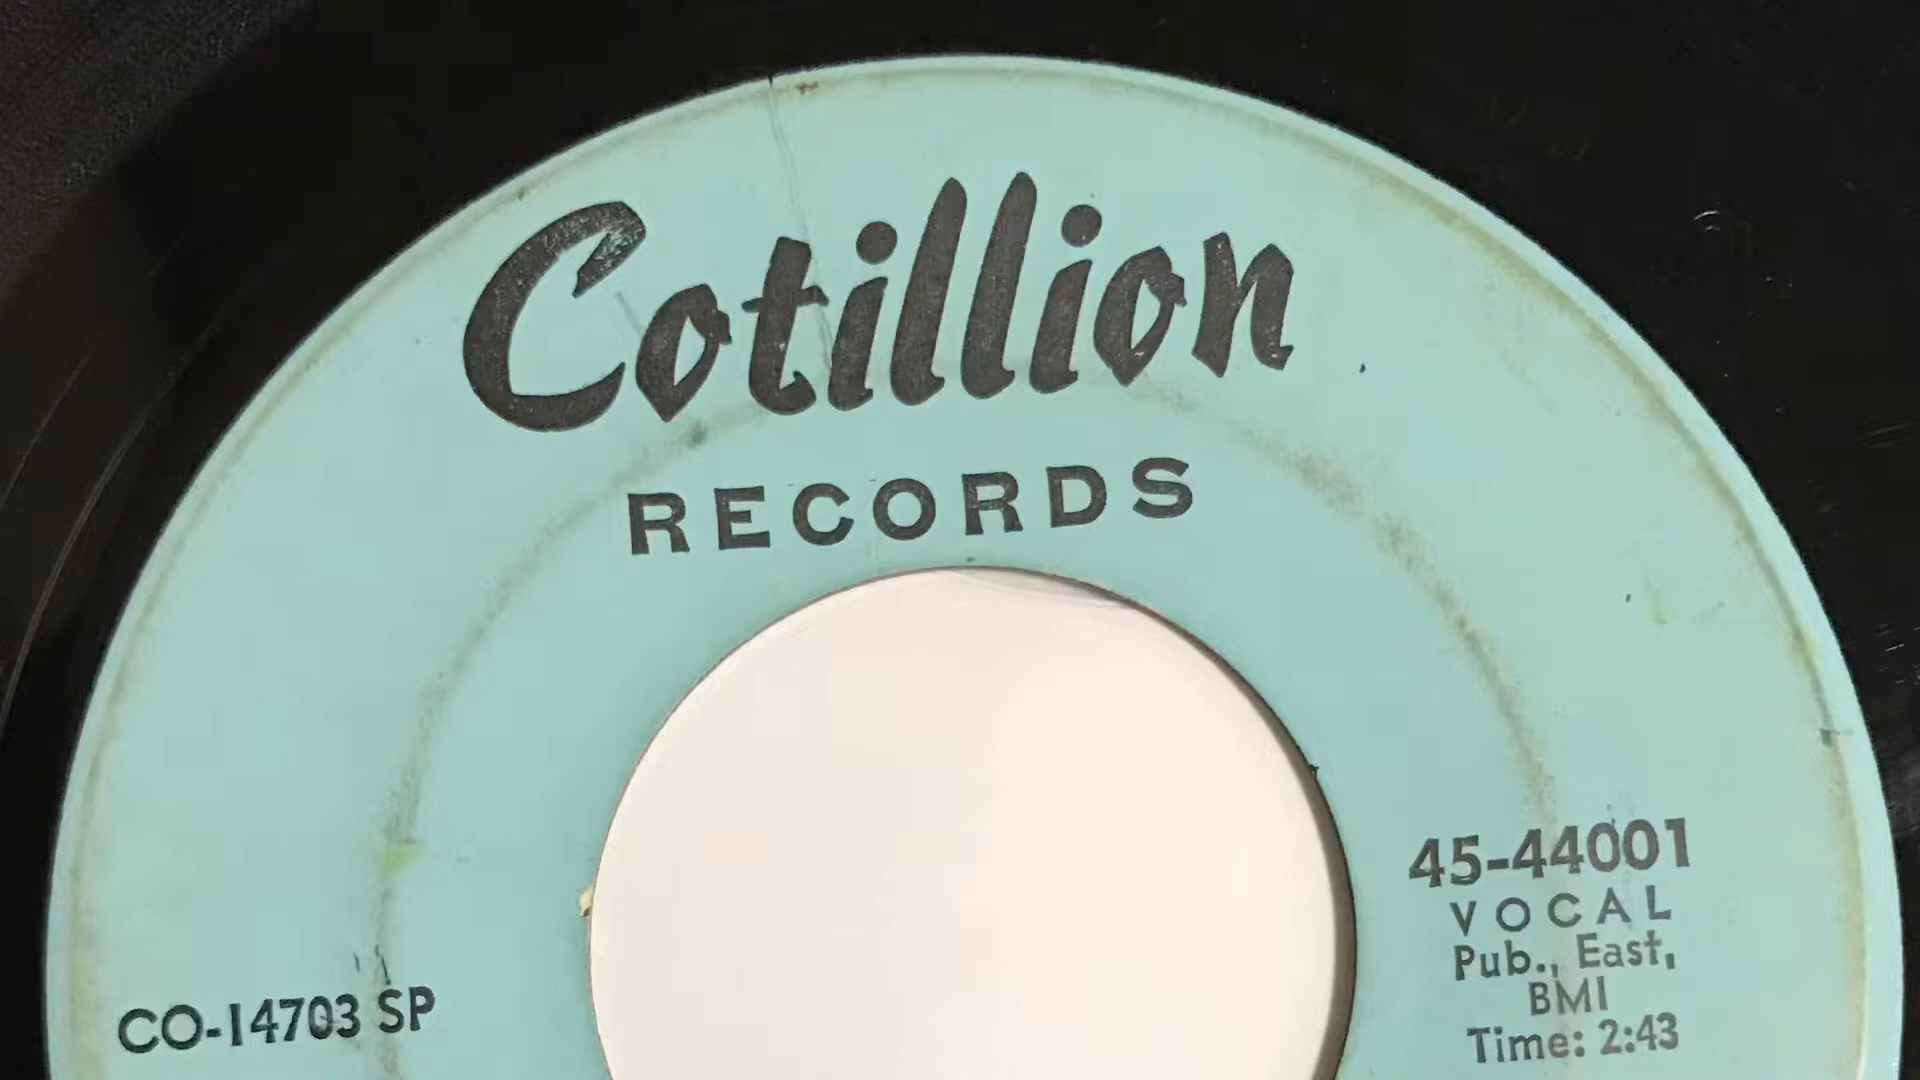 Cotillion
RECORDS
45-44001
VOCAL
Pub., East,
BMI
Time: 2:43
CO-14703 SP